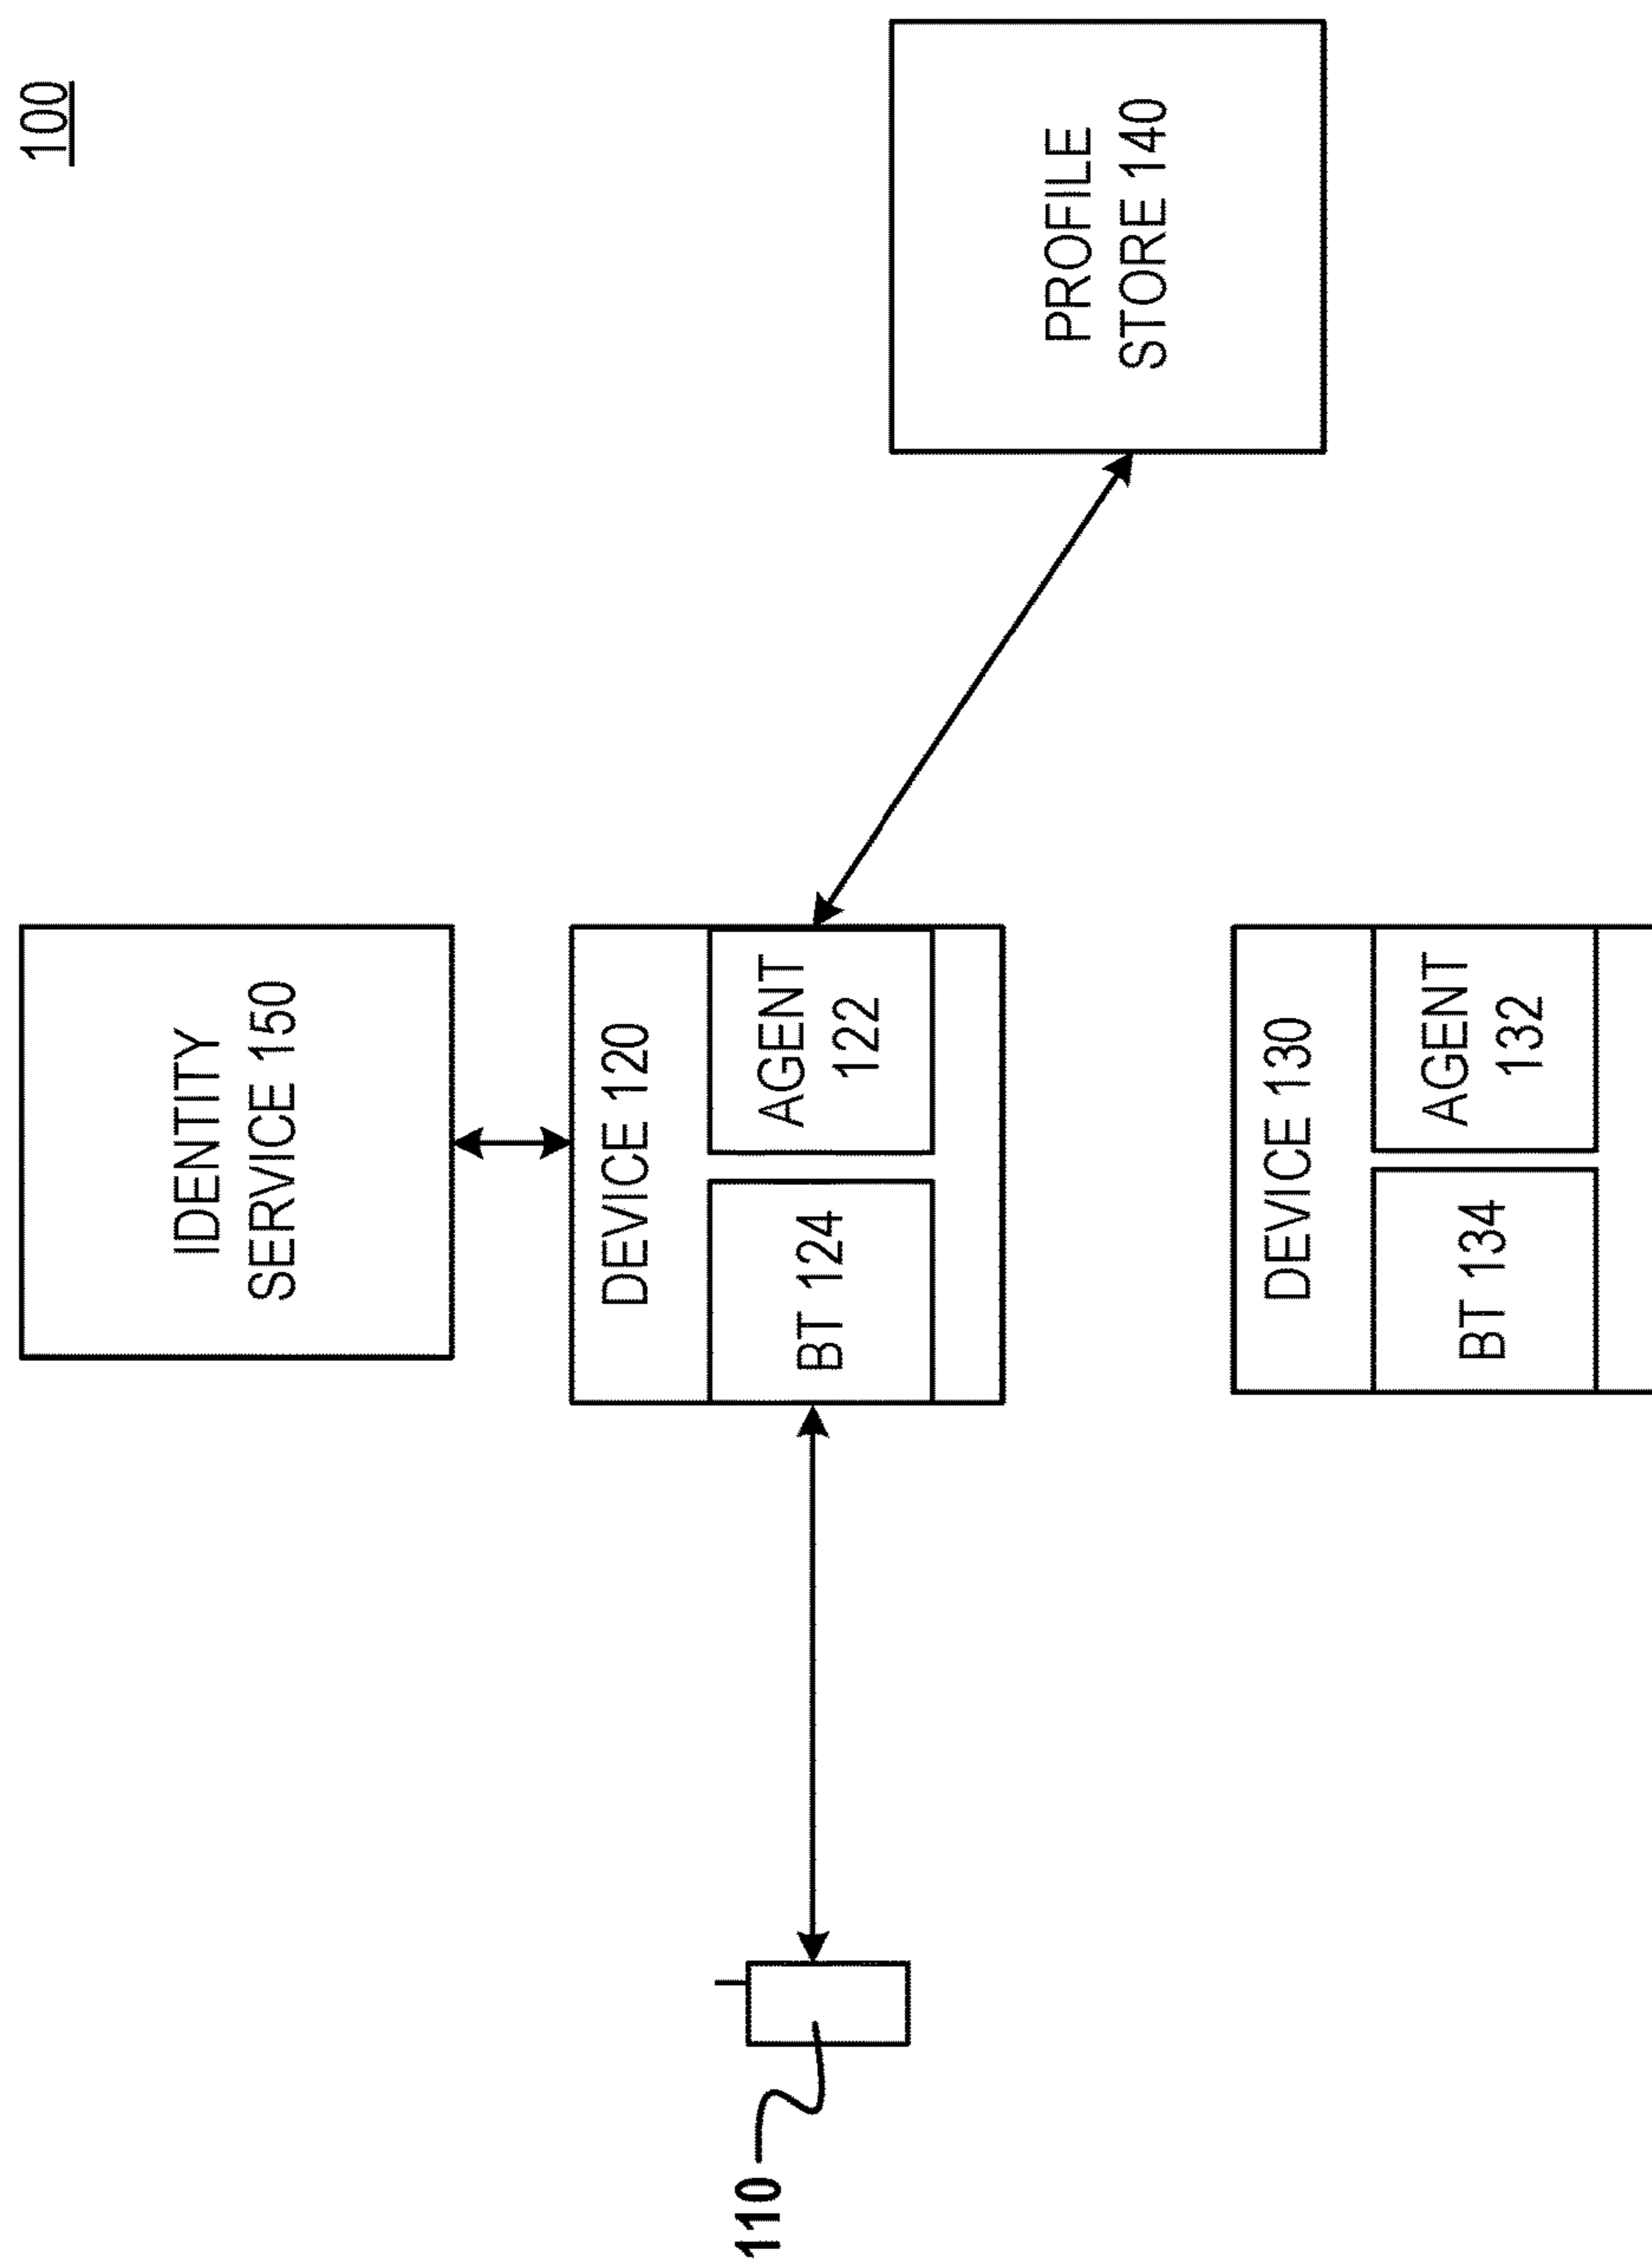 100
IDENTITY
SERVICE 150
DEVICE 120
BT 124
AGENT
122
PROFILE
STORE 140
DEVICE 130
BT 134
AGENT
132
110